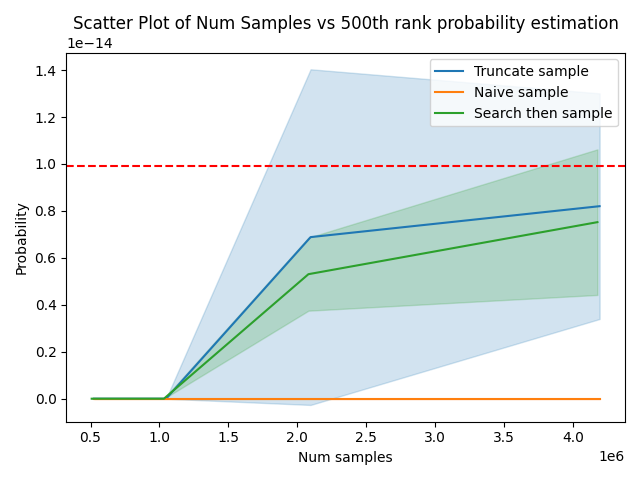 Scatter Plot of Num Samples vs 500th rank probability estimation
1e−14
Truncate sample
Naive sample
Search then sample
1.4
1.2
1.0
0.8
0.6
0.4
0.2
0.0
Probability
0.5 1.0 1.5 2.0 2.5 3.0 3.5 4.0
1e6
Num samples